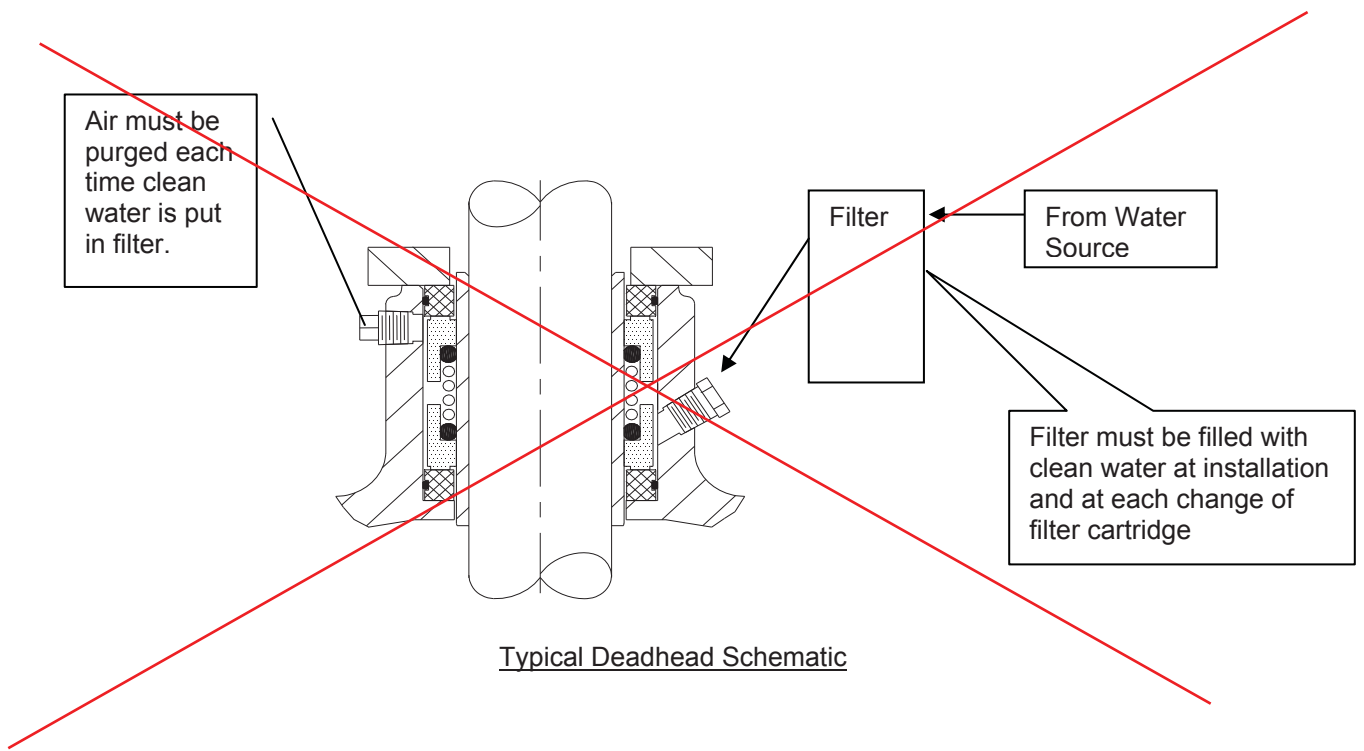 Air must be
purged each
time clean
water is put
in filter.
Filter
From Water
Source
Filter must be filled with
clean water at installation
and at each change of
filter cartridge
Typical Deadhead Schematic